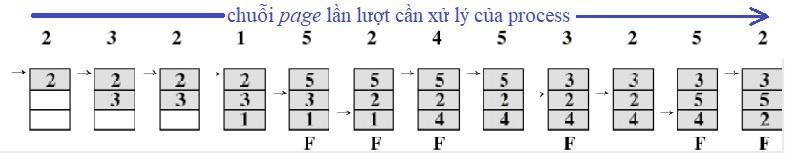 chuỗi page lần lượt cần xử lý của process
2 3 2 1 5 2 4 5 3 2 5 2
2 2 2 2 5 5 5 5 3 3 3 3
3 3 3 3 2 2 2 2 2 5 5
1 1 1 4 4 4 4 4 2
F F F F F F